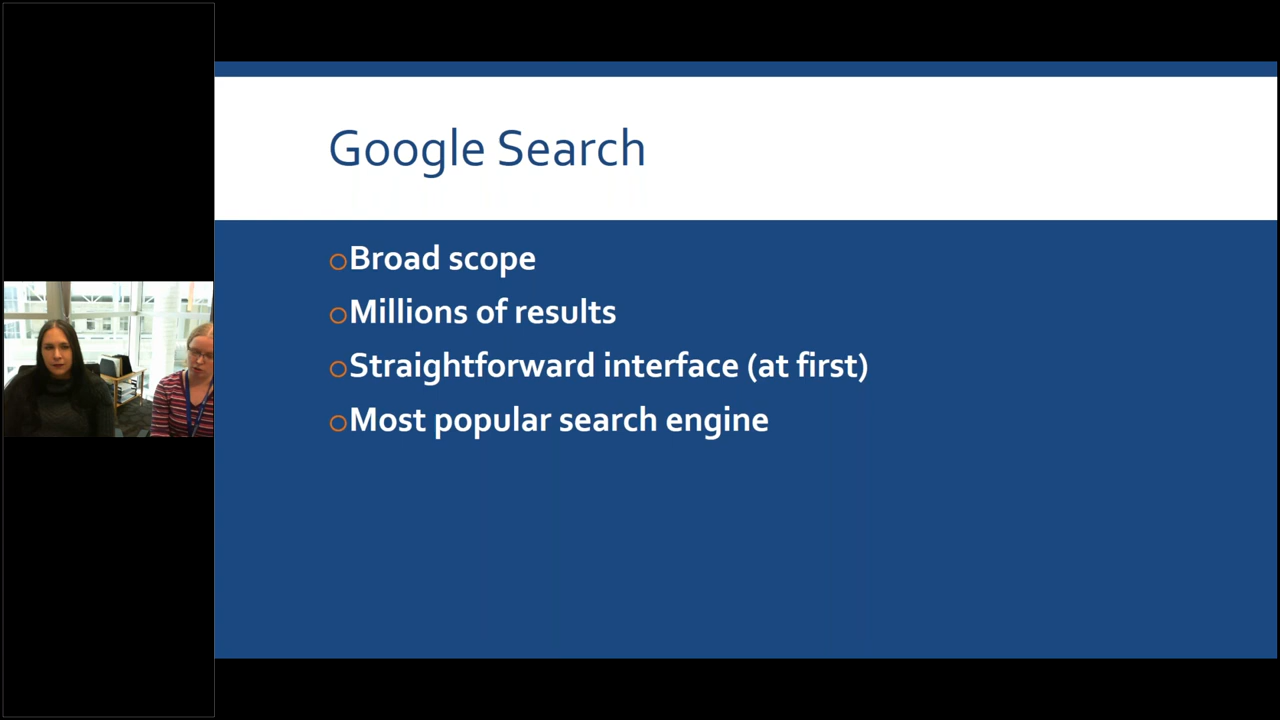 Google Search
Broad scope
Millions of results
Straightforward interface (at first)
Most popular search engine